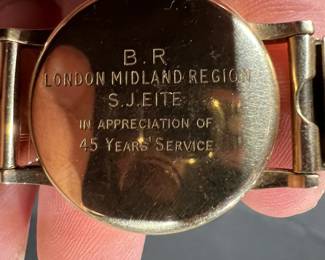 B.R.
LONDON MIDLAND REGION
S.J.EITE
IN APPRECIATION OF
45 YEARS' SERVICE